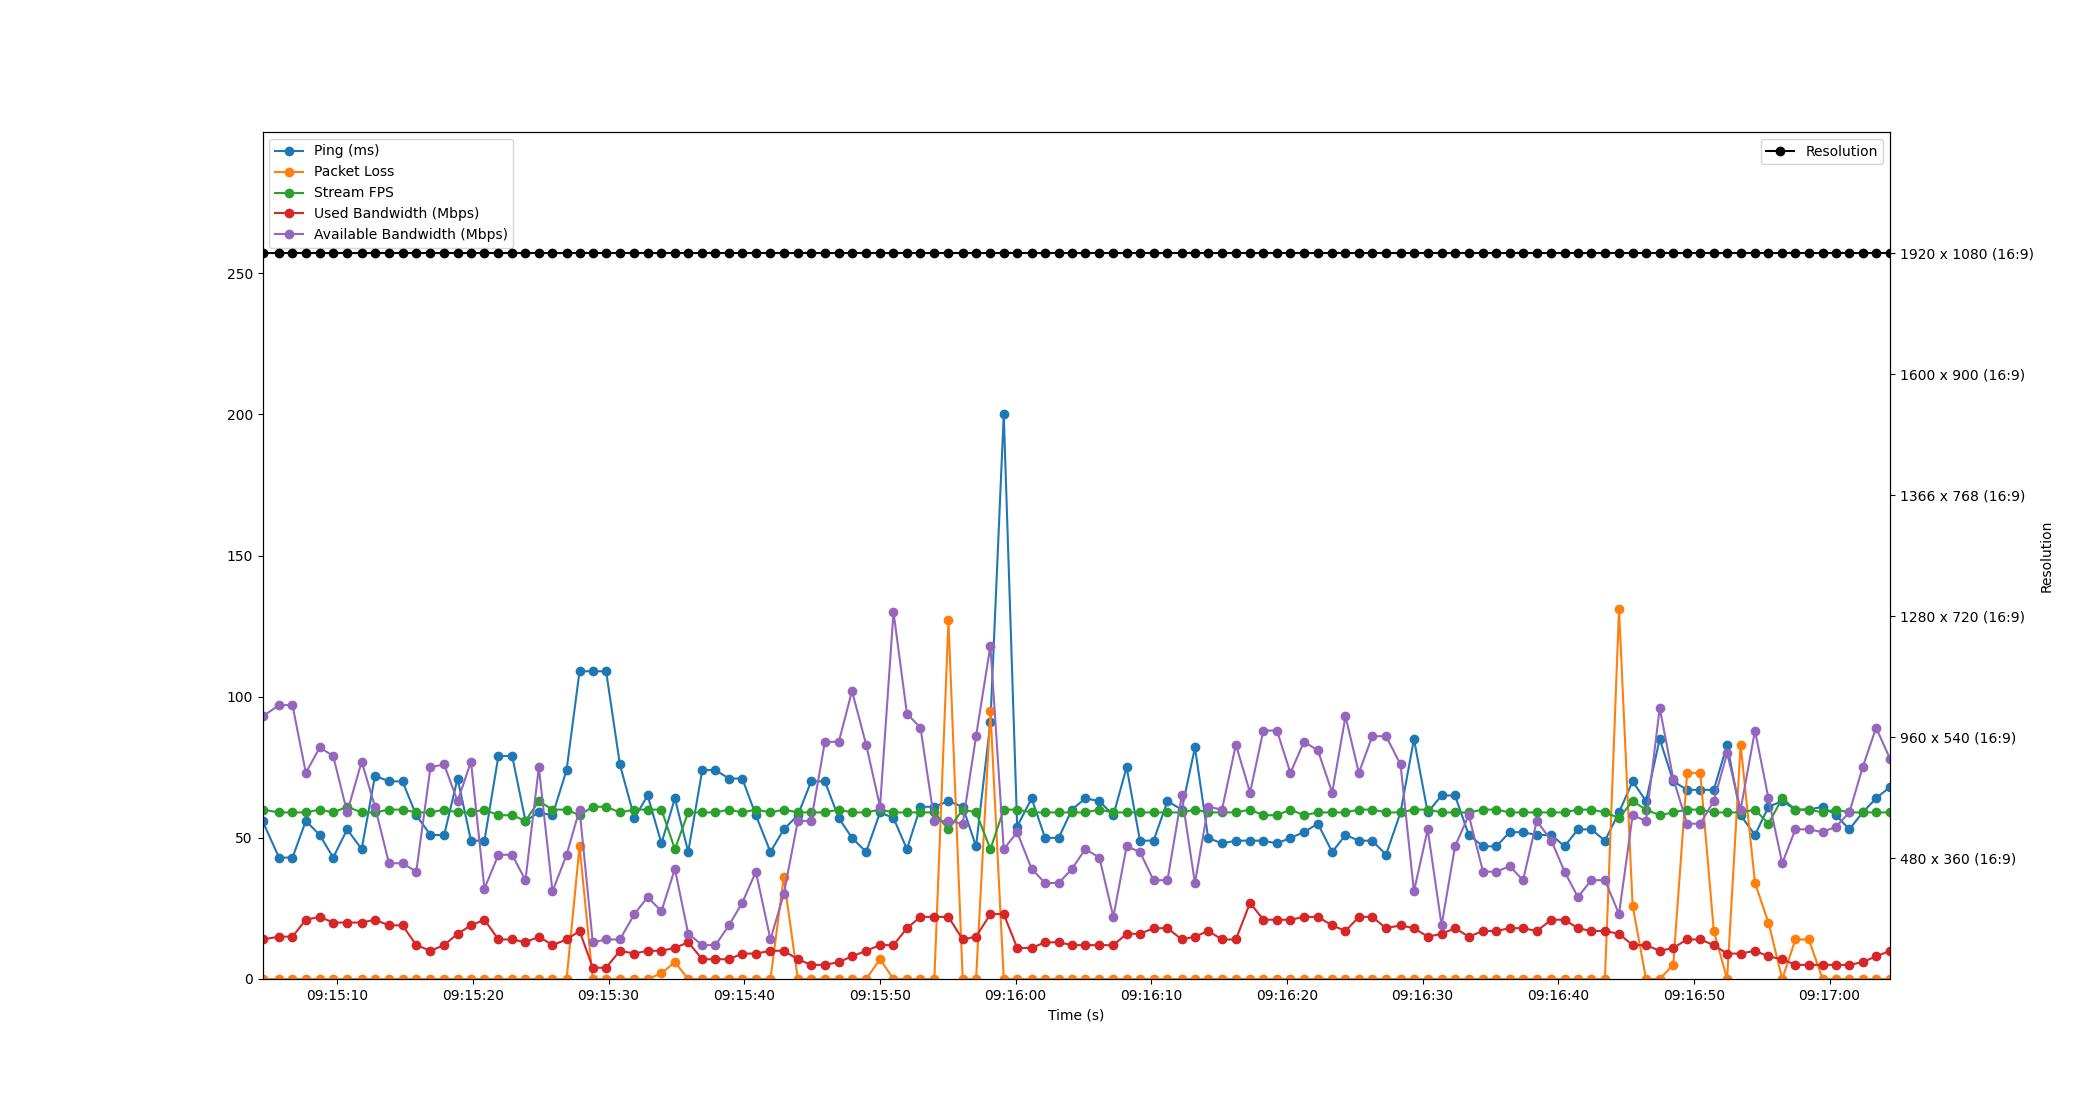 Ping (ms)
Packet Loss
Stream FPS
Used Bandwidth (Mbps)
Available Bandwidth (Mbps)
Resolution
250
200
150
100
50
0
1920 x 1080 (16:9)
1600 x 900 (16:9)
1366 x 768 (16:9)
1280 x 720 (16:9)
960 x 540 (16:9)
480 x 360 (16:9)
Resolution
09:15:10
09:15:20
09:15:30
09:15:40
09:15:50
09:16:00
09:16:10
09:16:20
09:16:30
09:16:40
09:16:50
09:17:00
Time (s)